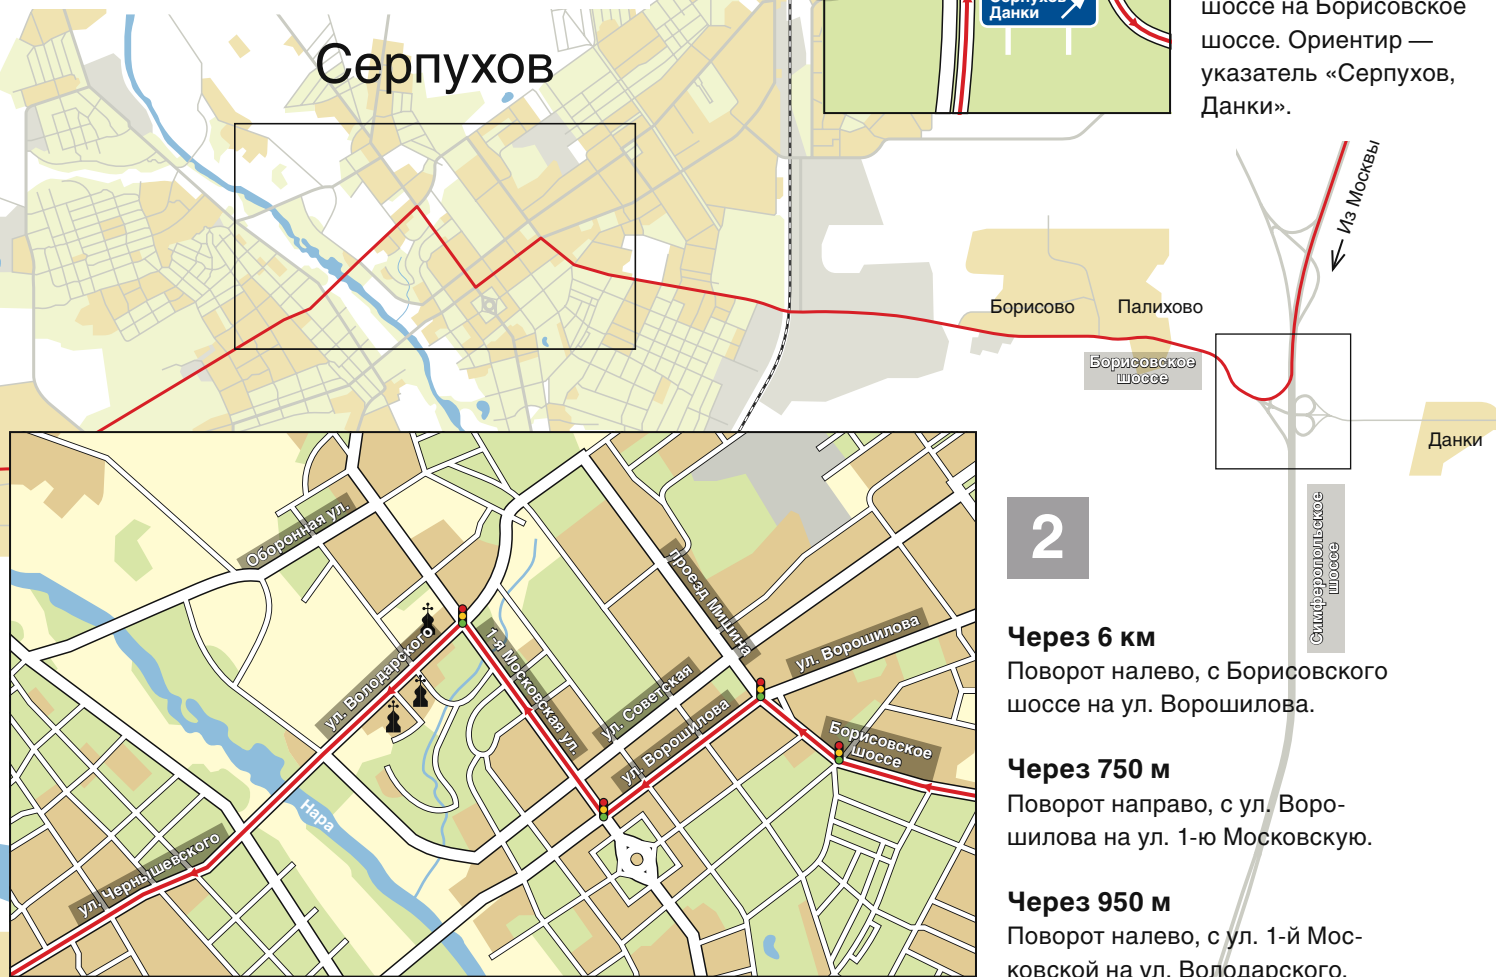 Серпухов
Данки
шоссе на Борисовское
шоссе. Ориентир —
указатель «Серпухов,
Данки».
Серпухов
Из Москвы
Борисово
Палихово
Борисовское
шоссе
Данки
Симферопольское
шоссе
Оборонная ул.
проезд Мишина
ул. Ворошилова
ул. Володарского
1-я Московская ул.
ул. Советская
ул. Ворошилова
Борисовское
шоссе
Нара
ул. Чернышевского
2
Через 6 км
Поворот налево, с Борисовского
шоссе на ул. Ворошилова.
Через 750 м
Поворот направо, с ул. Воро-
шилова на ул. 1-ю Московскую.
Через 950 м
Поворот налево, с ул. 1-й Мос-
ковской на ул. Володарского.